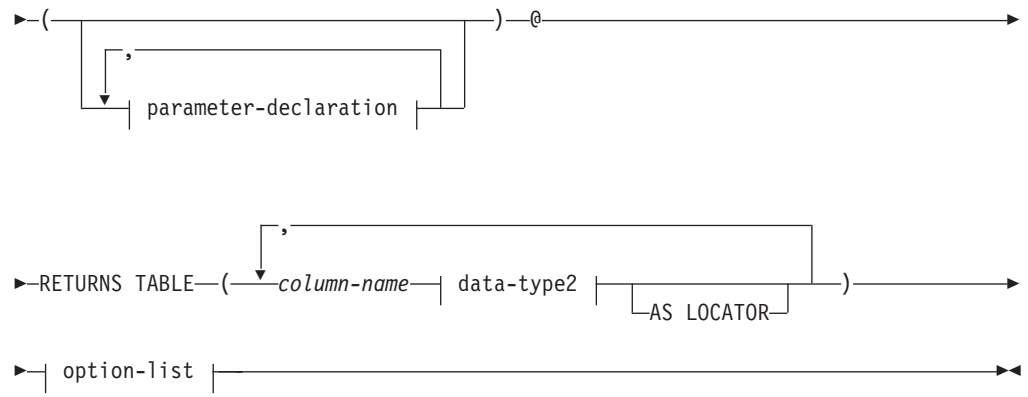 ( ) @
,
parameter-declaration
,
RETURNS TABLE ( column-name data-type2 )
AS LOCATOR
option-list